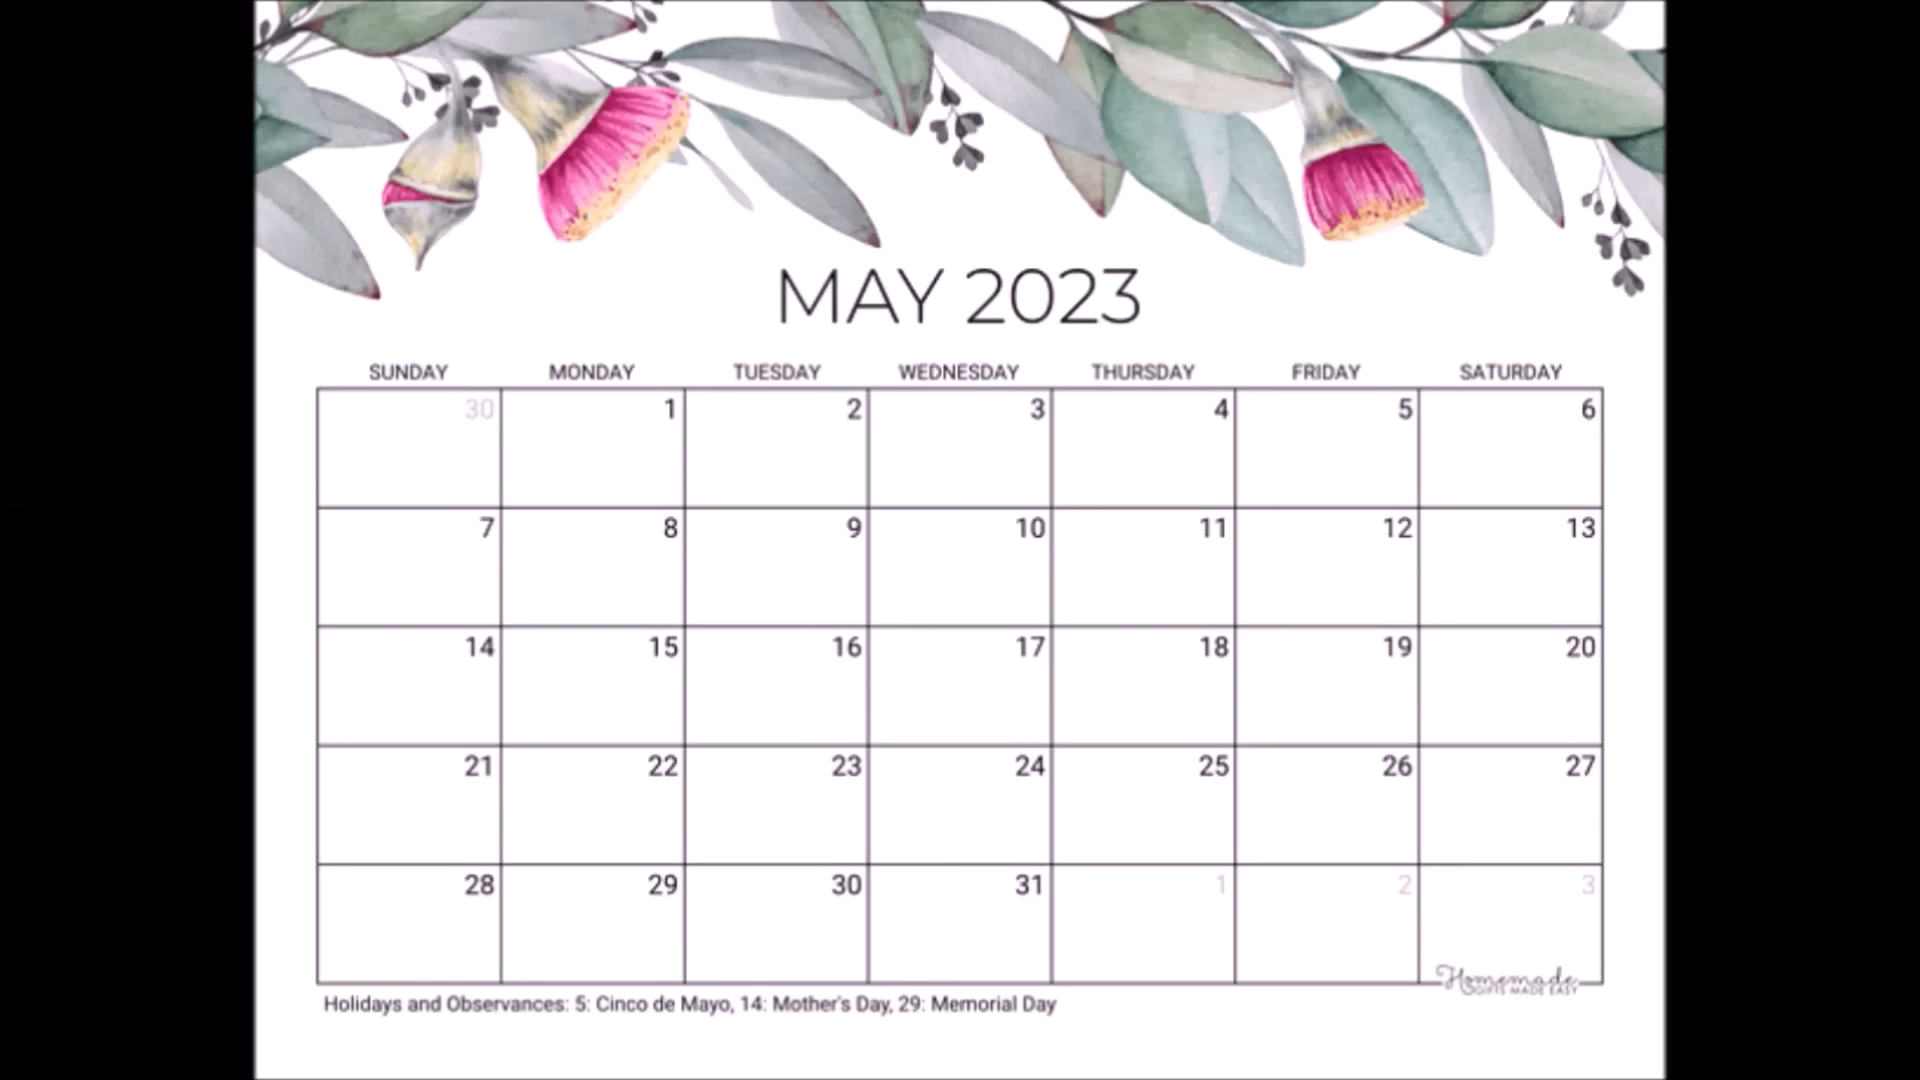 MAY 2023
SUNDAY MONDAY TUESDAY WEDNESDAY THURSDAY FRIDAY SATURDAY
30 1 2 3 4 5 6
7 8 9 10 11 12 13
14 15 16 17 18 19 20
21 22 23 24 25 26 27
28 29 30 31 1 2 3
Homemade
GIFTS MADE EASY
Holidays and Observances: 5: Cinco de Mayo, 14: Mother's Day, 29: Memorial Day